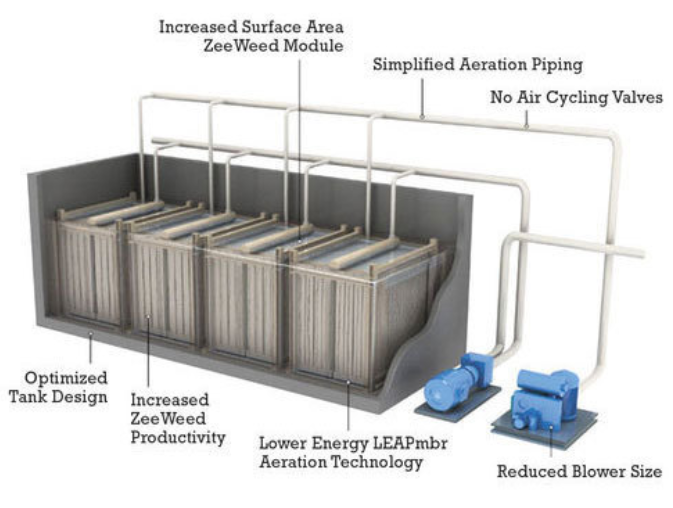 Increased Surface Area
ZeeWeed Module
Simplified Aeration Piping
No Air Cycling Valves
Optimized
Tank Design
Increased
ZeeWeed
Productivity
Lower Energy LEAPmbr
Aeration Technology
Reduced Blower Size